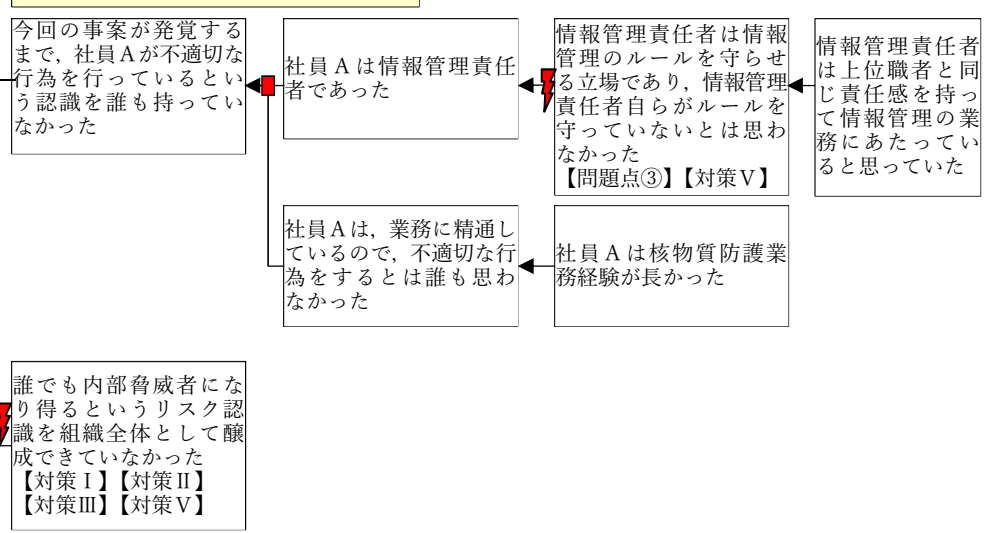 今回の事案が発覚する
まで，社員Ａが不適切な
行為を行っているとい
う認識を誰も持ってい
なかった
社員Ａは情報管理責任
者であった
情報管理責任者は情報
管理のルールを守らせ
る立場であり，情報管理
責任者自らがルールを
守っていないとは思わ
なかった
【問題点③】【対策Ⅴ】
情報管理責任者
は上位職者と同
じ責任感を持っ
て情報管理の業
務にあたってい
ると思っていた
社員Ａは，業務に精通し
ているので，不適切な行
為をするとは誰も思わ
なかった
社員Ａは核物質防護業
務経験が長かった
誰でも内部脅威者にな
り得るというリスク認
識を組織全体として醸
成できていなかった
【対策Ⅰ】【対策Ⅱ】
【対策Ⅲ】【対策Ⅴ】